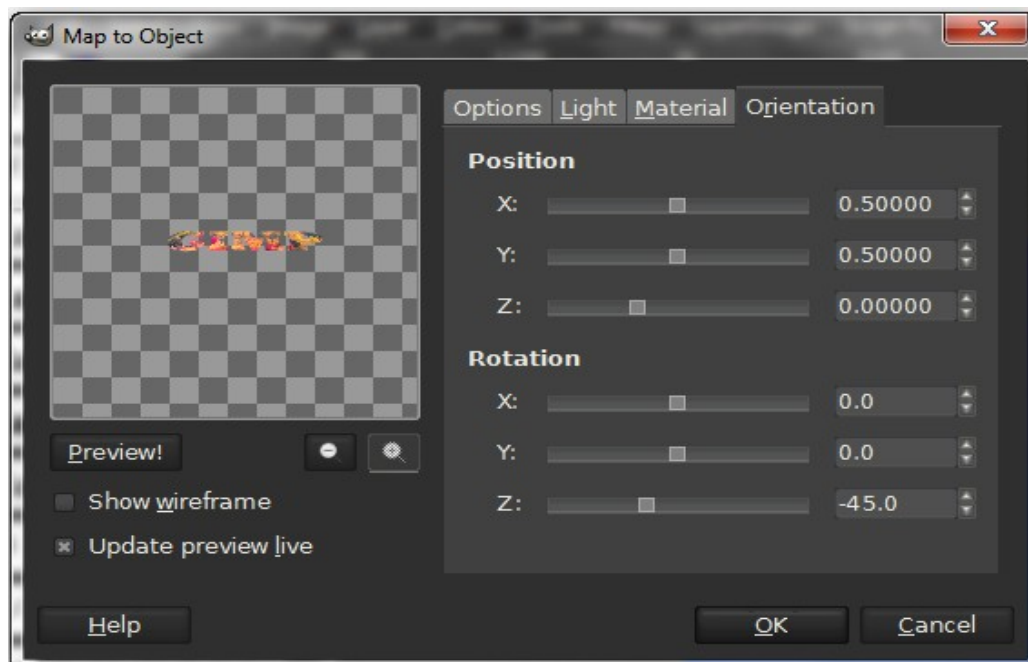 Map to Object
Options Light Material Orientation
Position
X: 0.50000
Y: 0.50000
Z: 0.00000
Rotation
X: 0.0
Y: 0.0
Z: -45.0
GIMP
Preview!
Show wireframe
Update preview live
Help OK Cancel